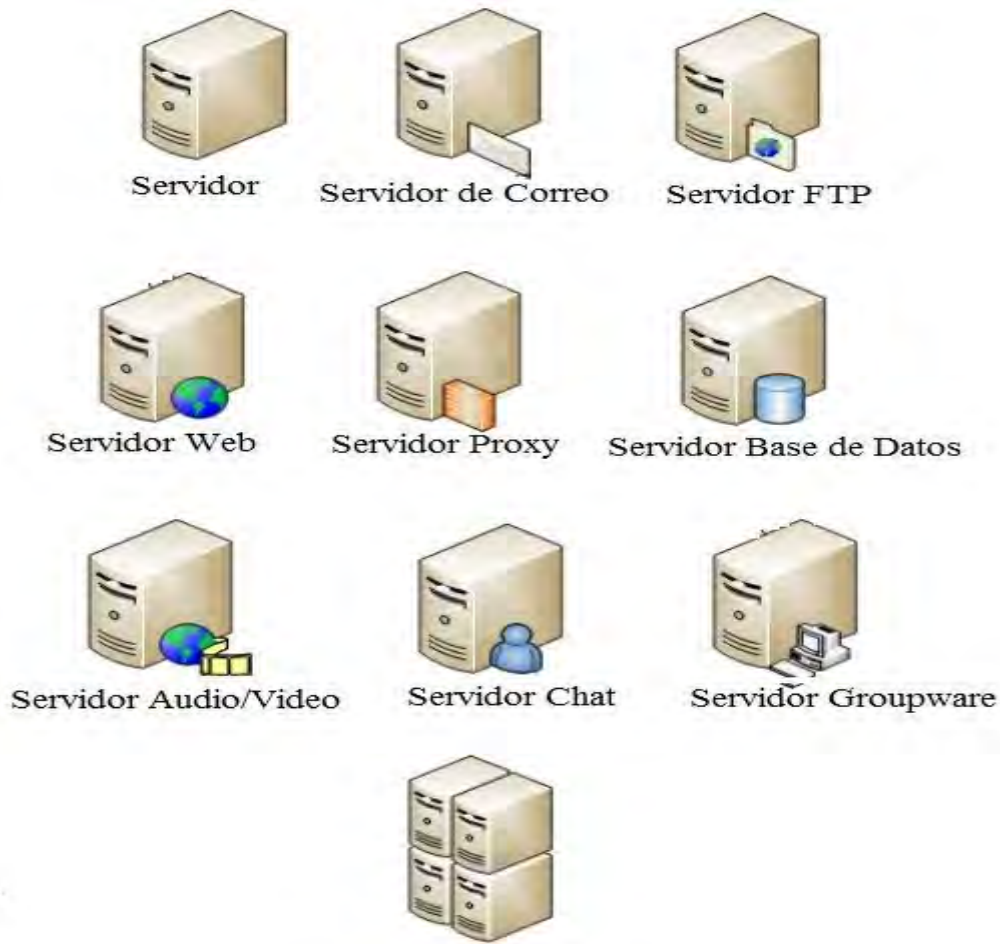 Servidor
Servidor de Correo
Servidor FTP
Servidor Web
Servidor Proxy
Servidor Base de Datos
Servidor Audio/Video
Servidor Chat
Servidor Groupware